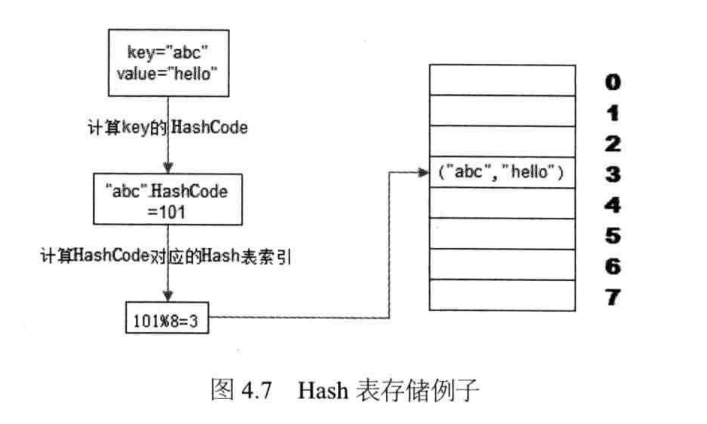 key="abc"
value="hello"
计算key的HashCode
"abc".HashCode
=101
计算HashCode对应的Hash表索引
101%8=3
0
1
2
("abc","hello") 3
4
5
6
7
图 4.7 Hash 表存储例子